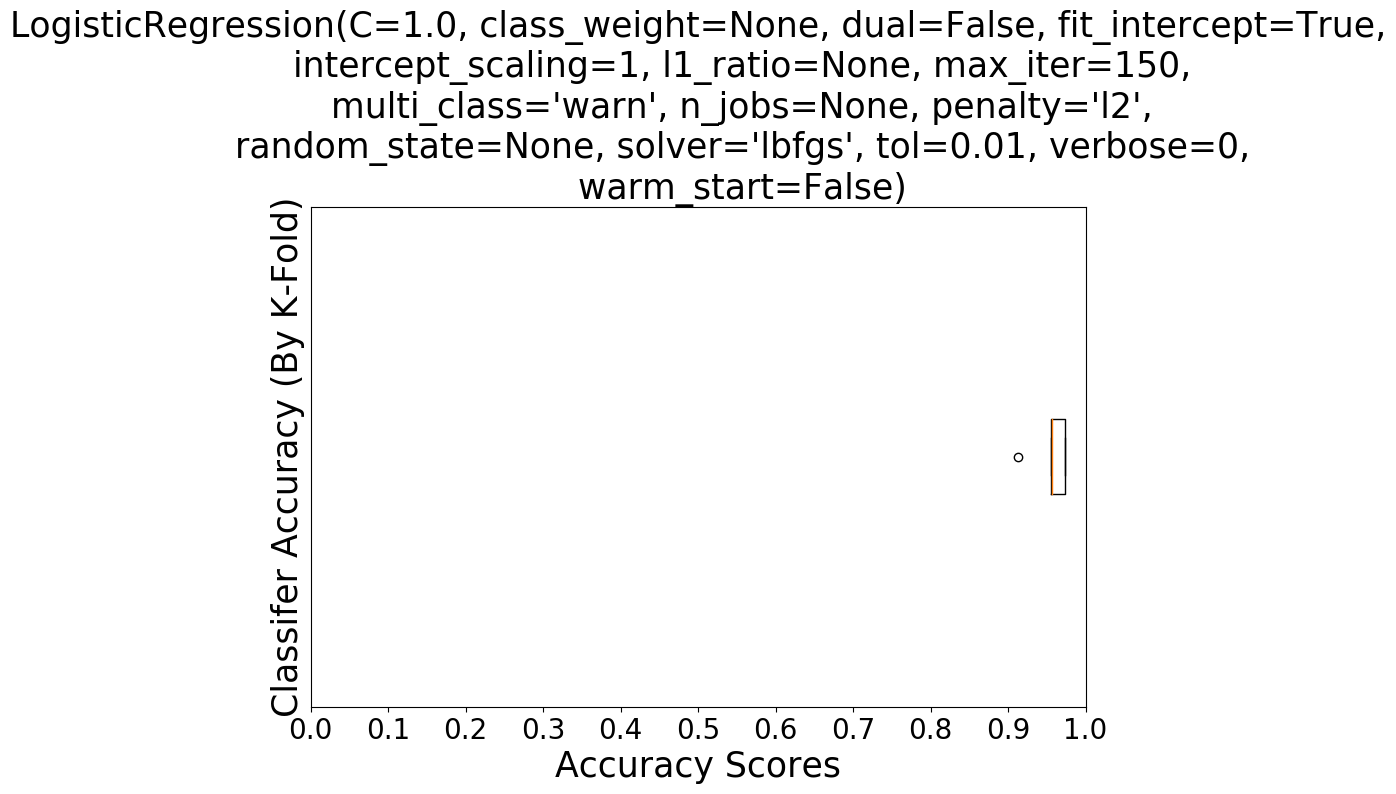 LogisticRegression(C=1.0, class_weight=None, dual=False, fit_intercept=True,
intercept_scaling=1, l1_ratio=None, max_iter=150,
multi_class='warn', n_jobs=None, penalty='l2',
random_state=None, solver='lbfgs', tol=0.01, verbose=0,
warm_start=False)
Classifer Accuracy (By K-Fold)
0.0 0.1 0.2 0.3 0.4 0.5 0.6 0.7 0.8 0.9 1.0
Accuracy Scores